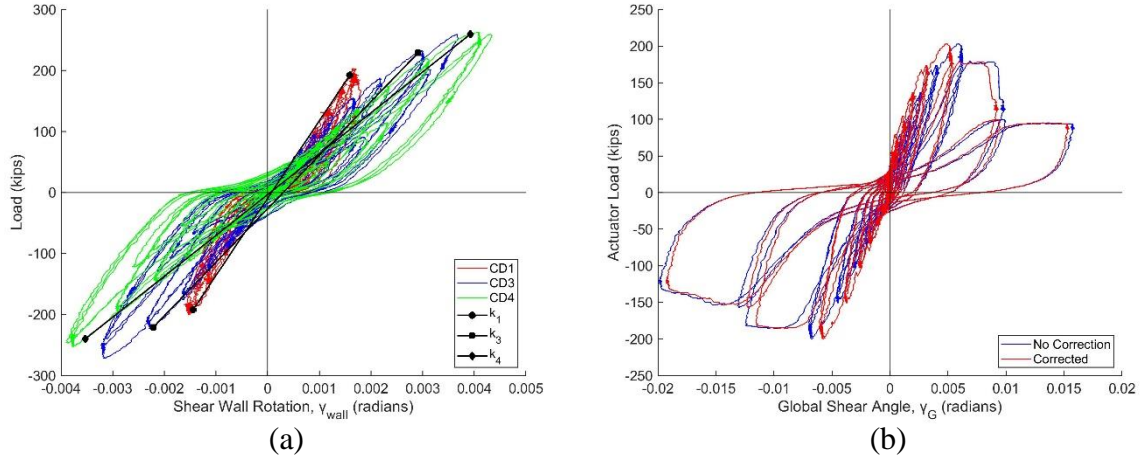 300
200
100
0
-100
-200
-300
Load (kips)
-0.004
-0.003
-0.002
-0.001
0
0.001
0.002
0.003
0.004
0.005
Shear Wall Rotation, γwall (radians)
CD1
CD3
CD4
k1
k3
k4
(a)
250
200
150
100
50
0
-50
-100
-150
-200
-250
Actuator Load (kips)
-0.02
-0.015
-0.01
-0.005
0
0.005
0.01
0.015
0.02
Global Shear Angle, γG (radians)
No Correction
Corrected
(b)